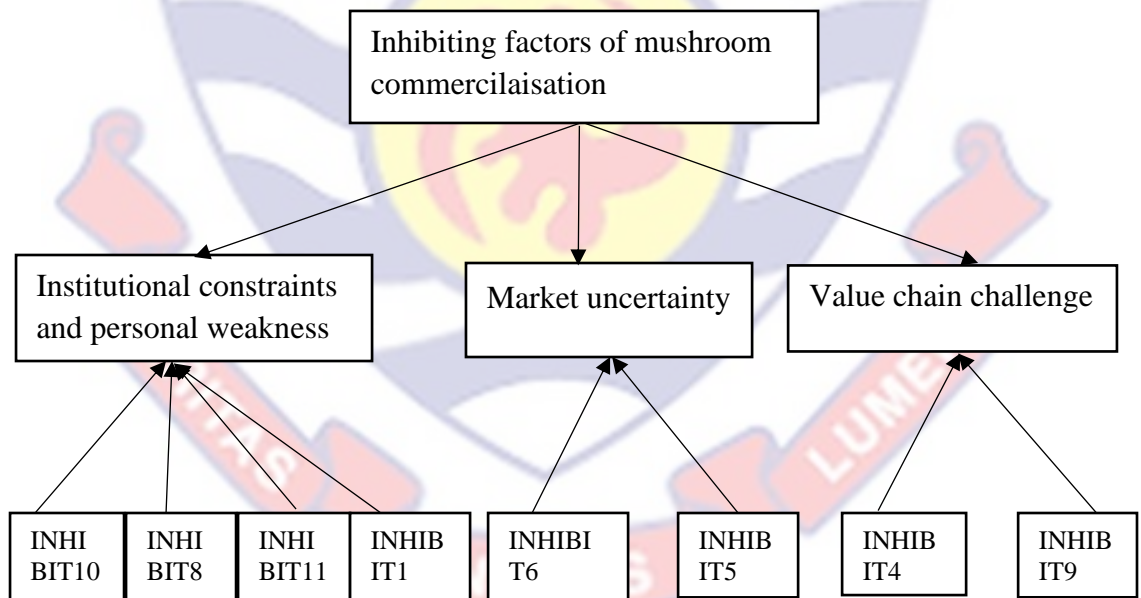 Inhibiting factors of mushroom
commercilaisation
Institutional constraints
and personal weakness
Market uncertainty
Value chain challenge
INHI
BIT10
INHI
BIT8
INHI
BIT11
INHIB
IT1
INHIBI
T6
INHIB
IT5
INHIB
IT4
INHIB
IT9
LUME